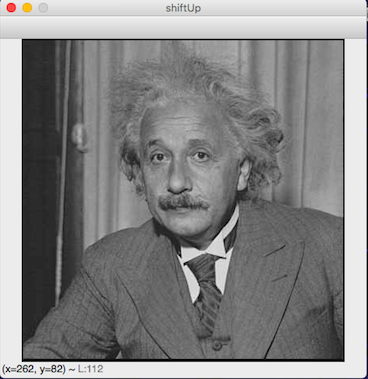 shiftUp
(x=262, y=82) ~ L:112